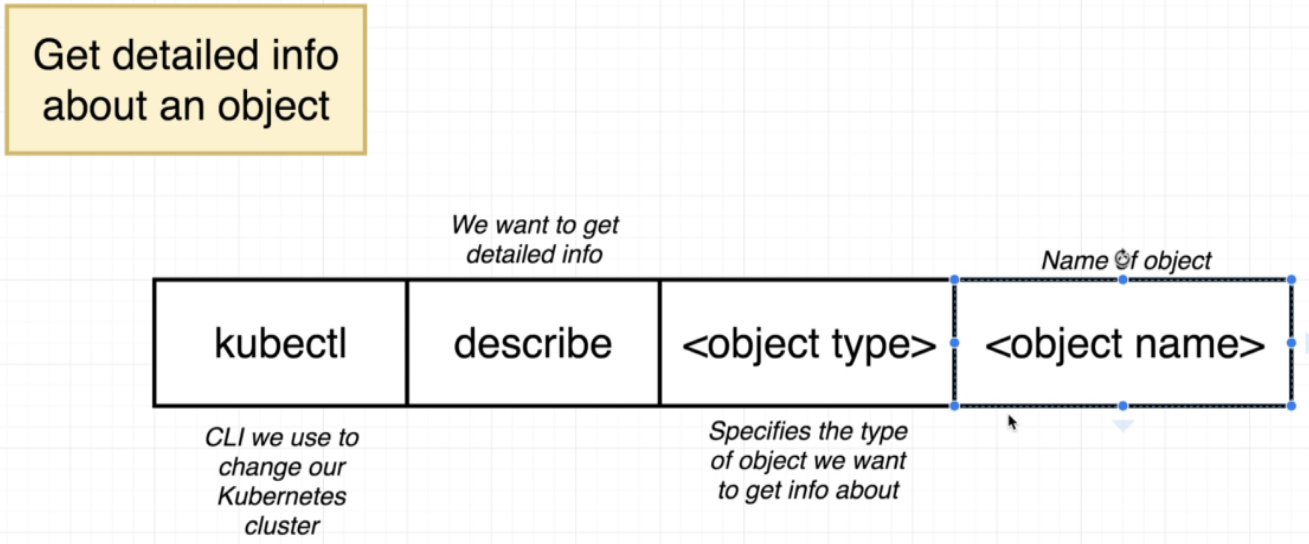 Get detailed info
about an object
We want to get
detailed info
Name of object
kubectl
describe
<object type>
<object name>
CLI we use to
change our
Kubernetes
cluster
Specifies the type
of object we want
to get info about